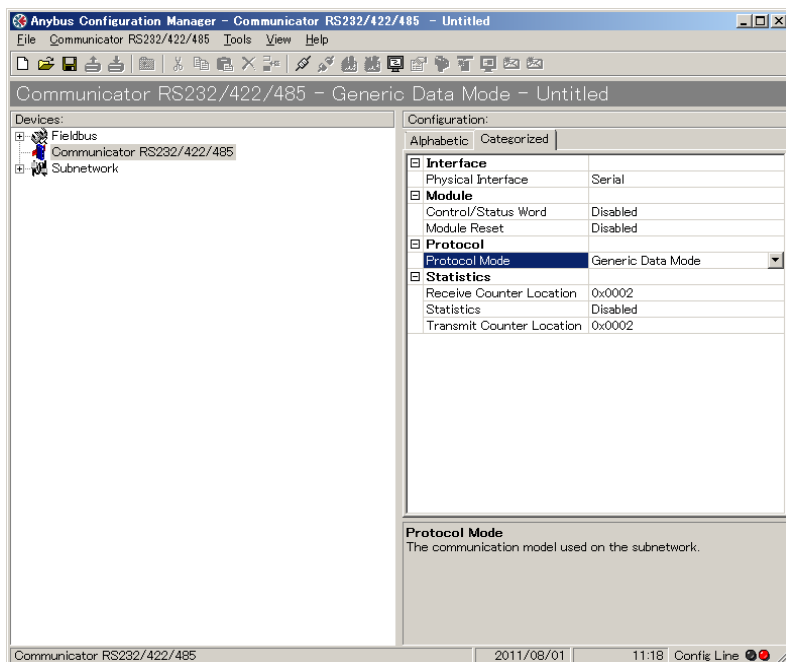 Anybus Configuration Manager - Communicator RS232/422/485 - Untitled
File Communicator RS232/422/485 Tools View Help
Communicator RS232/422/485 - Generic Data Mode - Untitled
Devices:
Fieldbus
Communicator RS232/422/485
Subnetwork
Configuration:
Alphabetic Categorized
Interface
Physical Interface Serial
Module
Control/Status Word Disabled
Module Reset Disabled
Protocol
Protocol Mode Generic Data Mode
Statistics
Receive Counter Location 0x0002
Statistics Disabled
Transmit Counter Location 0x0002
Protocol Mode
The communication model used on the subnetwork.
Communicator RS232/422/485 2011/08/01 11:18 Config Line